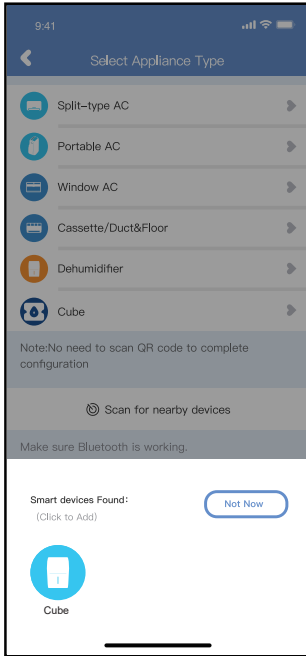 9:41
Select Appliance Type
Split-type AC
Portable AC
Window AC
Cassette/Duct&Floor
Dehumidifier
Cube
Note:No need to scan QR code to complete
configuration
Scan for nearby devices
Make sure Bluetooth is working.
Smart devices Found:
Not Now
(Click to Add)
Cube